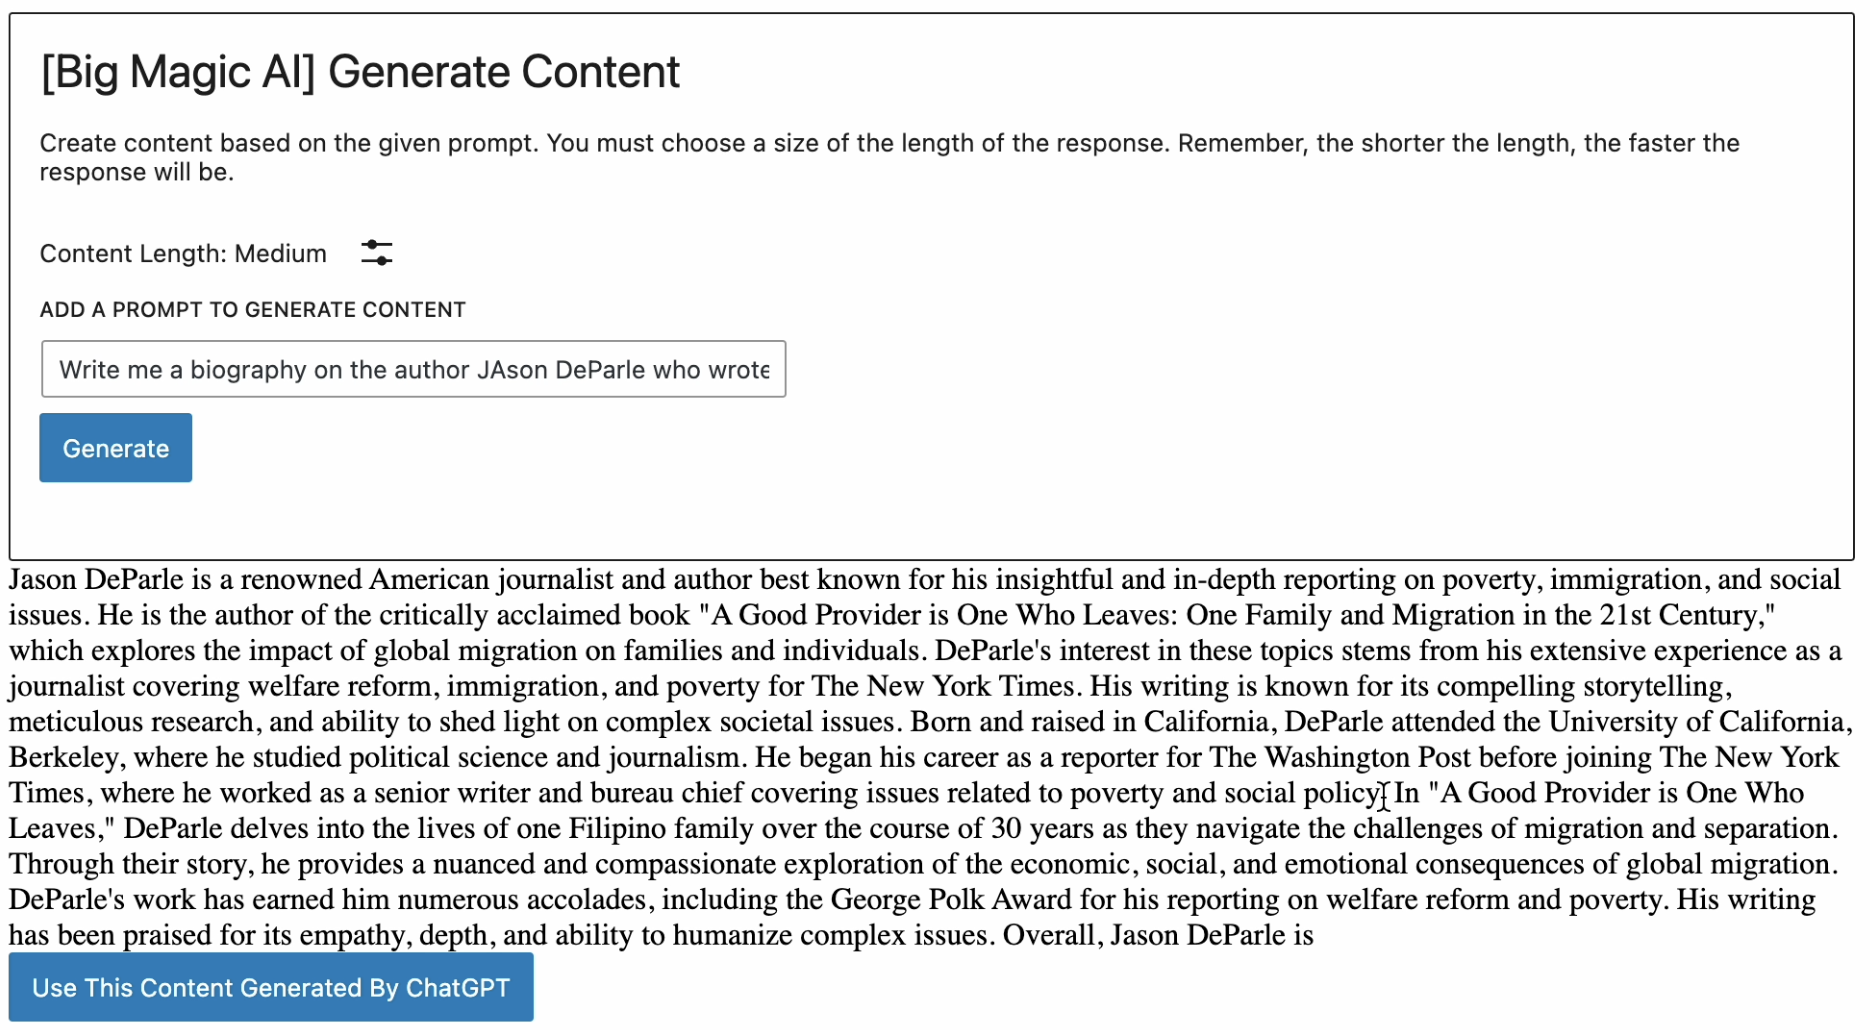 [Big Magic AI] Generate Content
Create content based on the given prompt. You must choose a size of the length of the response. Remember, the shorter the length, the faster the
response will be.
Content Length: Medium
ADD A PROMPT TO GENERATE CONTENT
Write me a biography on the author JAson DeParle who wrote
Generate
Jason DeParle is a renowned American journalist and author best known for his insightful and in-depth reporting on poverty, immigration, and social
issues. He is the author of the critically acclaimed book "A Good Provider is One Who Leaves: One Family and Migration in the 21st Century,"
which explores the impact of global migration on families and individuals. DeParle's interest in these topics stems from his extensive experience as a
journalist covering welfare reform, immigration, and poverty for The New York Times. His writing is known for its compelling storytelling,
meticulous research, and ability to shed light on complex societal issues. Born and raised in California, DeParle attended the University of California,
Berkeley, where he studied political science and journalism. He began his career as a reporter for The Washington Post before joining The New York
Times, where he worked as a senior writer and bureau chief covering issues related to poverty and social policy. In "A Good Provider is One Who
Leaves," DeParle delves into the lives of one Filipino family over the course of 30 years as they navigate the challenges of migration and separation.
Through their story, he provides a nuanced and compassionate exploration of the economic, social, and emotional consequences of global migration.
DeParle's work has earned him numerous accolades, including the George Polk Award for his reporting on welfare reform and poverty. His writing
has been praised for its empathy, depth, and ability to humanize complex issues. Overall, Jason DeParle is
Use This Content Generated By ChatGPT